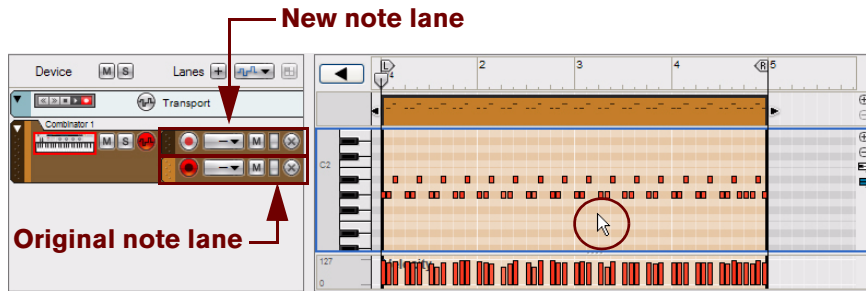 New note lane
Device M S Lanes
L 4 2 3 4 R 5
Transport
Combinator 1
M S M
C2
M
Original note lane
127
Velocity
0